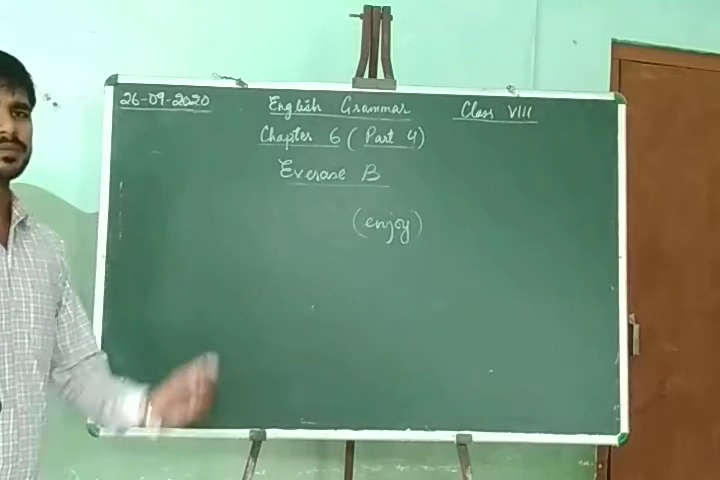 26-09-2020 English Grammar Class VIII
Chapter 6 (Part 4)
Exercise B
(enjoy)